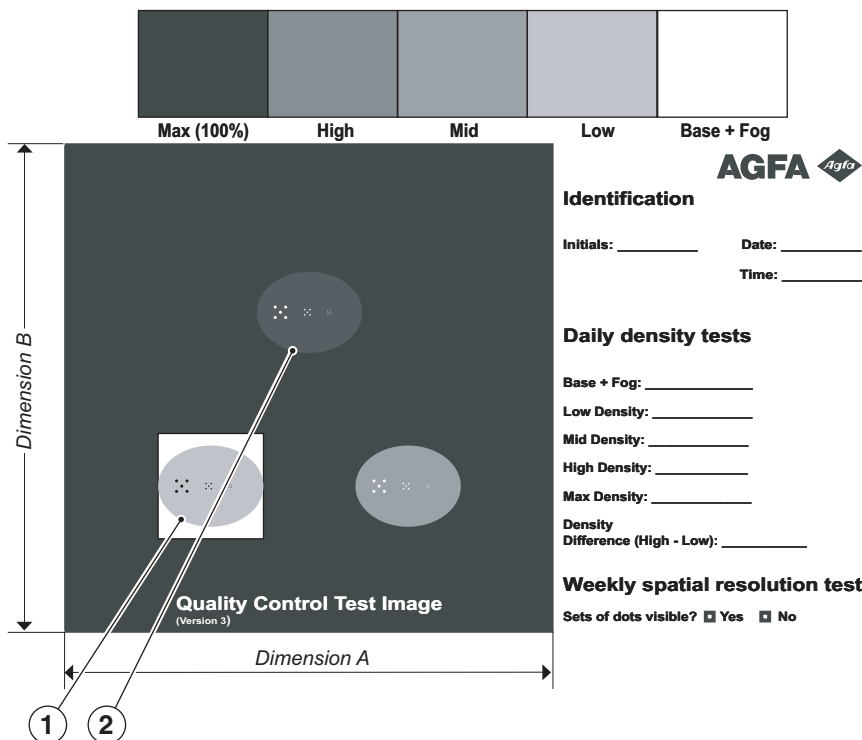 Max (100%) High Mid Low Base + Fog
AGFA Agfa
Identification
Initials: Date:
Time:
Dimension B
Daily density tests
Base + Fog:
Low Density:
Mid Density:
High Density:
Max Density:
Density
Difference (High - Low):
Quality Control Test Image
(Version 3)
Weekly spatial resolution test
Sets of dots visible? Yes No
Dimension A
1 2